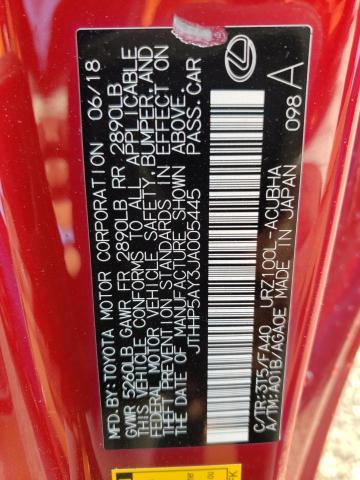 MFD.BY: TOYOTA MOTOR CORPORATION 06/18
GVWR 5260LB GAWR FR 2890LB RR 2890LB
THIS VEHICLE CONFORMS TO ALL APPLICABLE
FEDERAL MOTOR VEHICLE SAFETY, BUMPER, AND
THEFT PREVENTION STANDARDS IN EFFECT ON
THE DATE OF MANUFACTURE SHOWN ABOVE.
JTHHP5AY3JA005445 PASS.CAR
C/TR:3T5/FA40 URZ100L-ACUBHA
A/TM:A01B/AGA0E MADE IN JAPAN
098 A